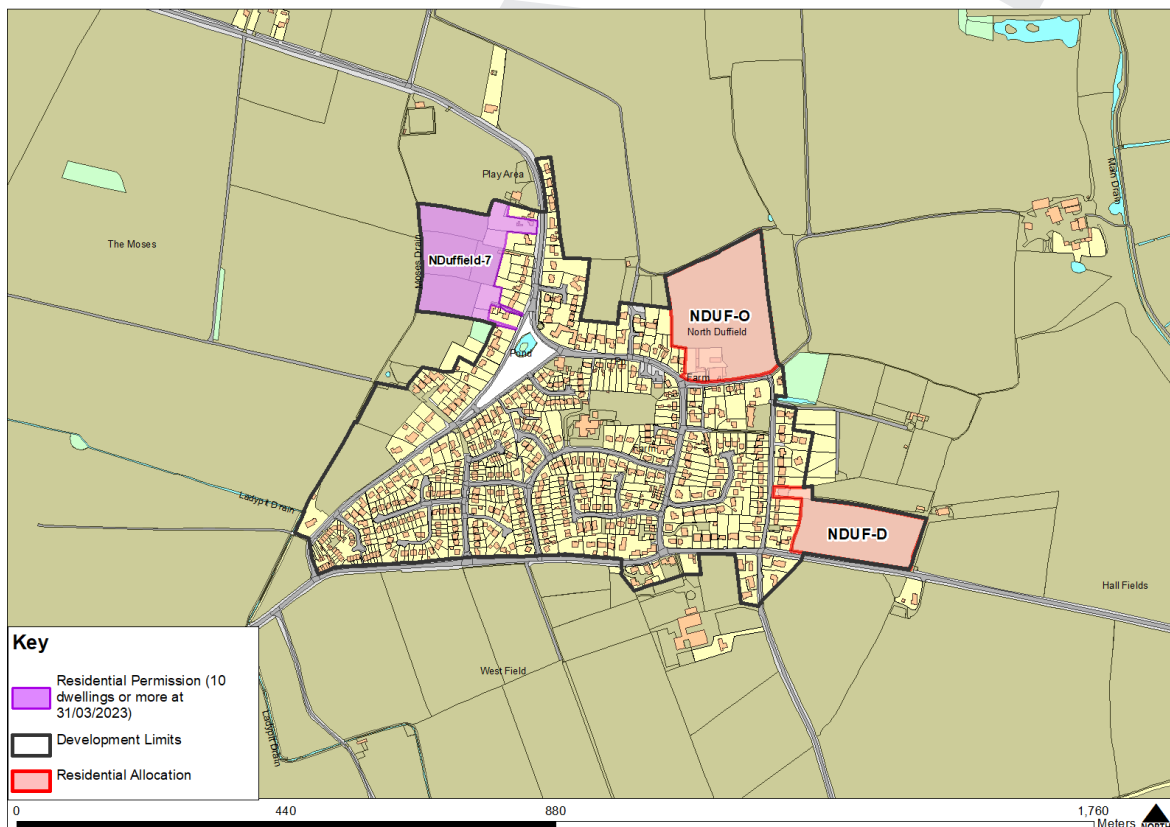 Play Area
Main Drain
The Moses
Moses Drain
NDuffield-7
NDUF-O
North Duffield
Pond
Farm
Farm
Ladypit Drain
NDUF-D
Hall Fields
West Field
Ladypit Drain
Key
Residential Permission (10
dwellings or more at
31/03/2023)
Development Limits
Residential Allocation
0 440 880 1,760
Meters NORTH